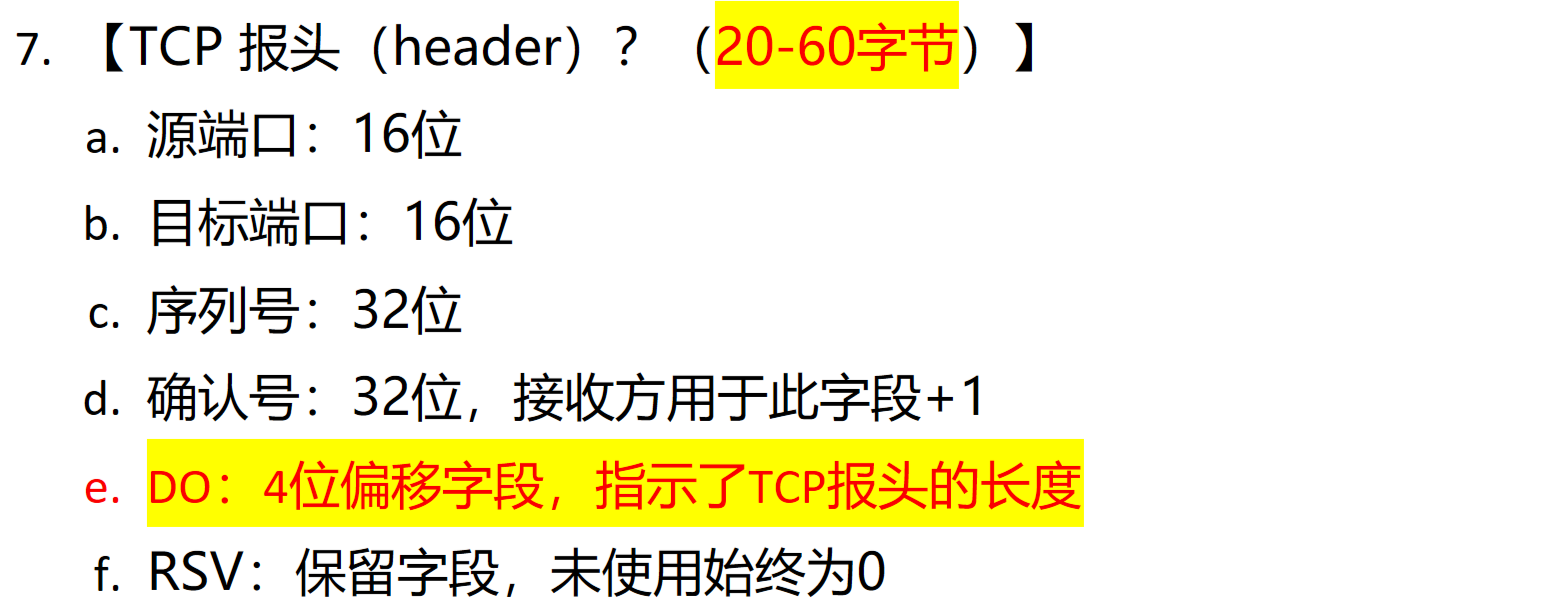 7. 【TCP 报头（header）？（20-60字节）】
a. 源端口：16位
b. 目标端口：16位
c. 序列号：32位
d. 确认号：32位，接收方用于此字段+1
e. DO：4位偏移字段，指示了TCP报头的长度
f. RSV：保留字段，未使用始终为0